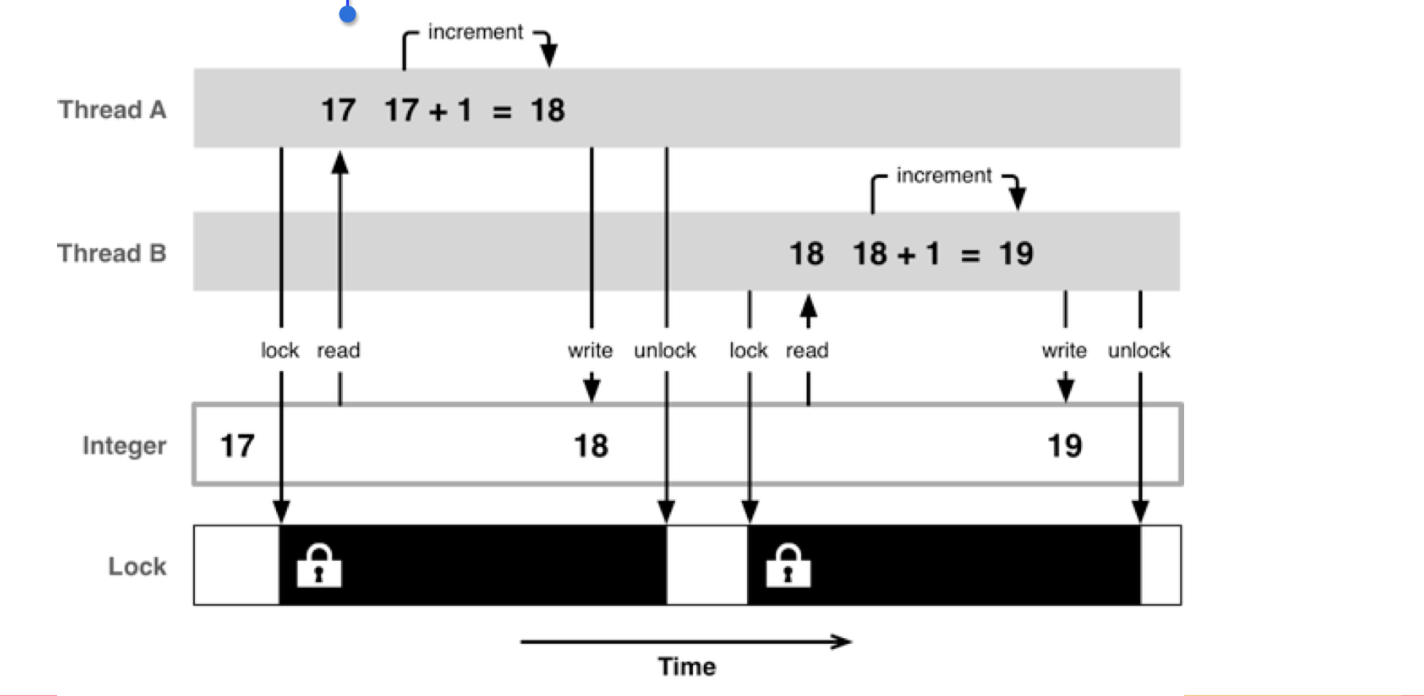 increment
Thread A 17 17 + 1 = 18
increment
Thread B 18 18 + 1 = 19
lock read write unlock lock read write unlock
Integer 17 18 19
Lock
Time